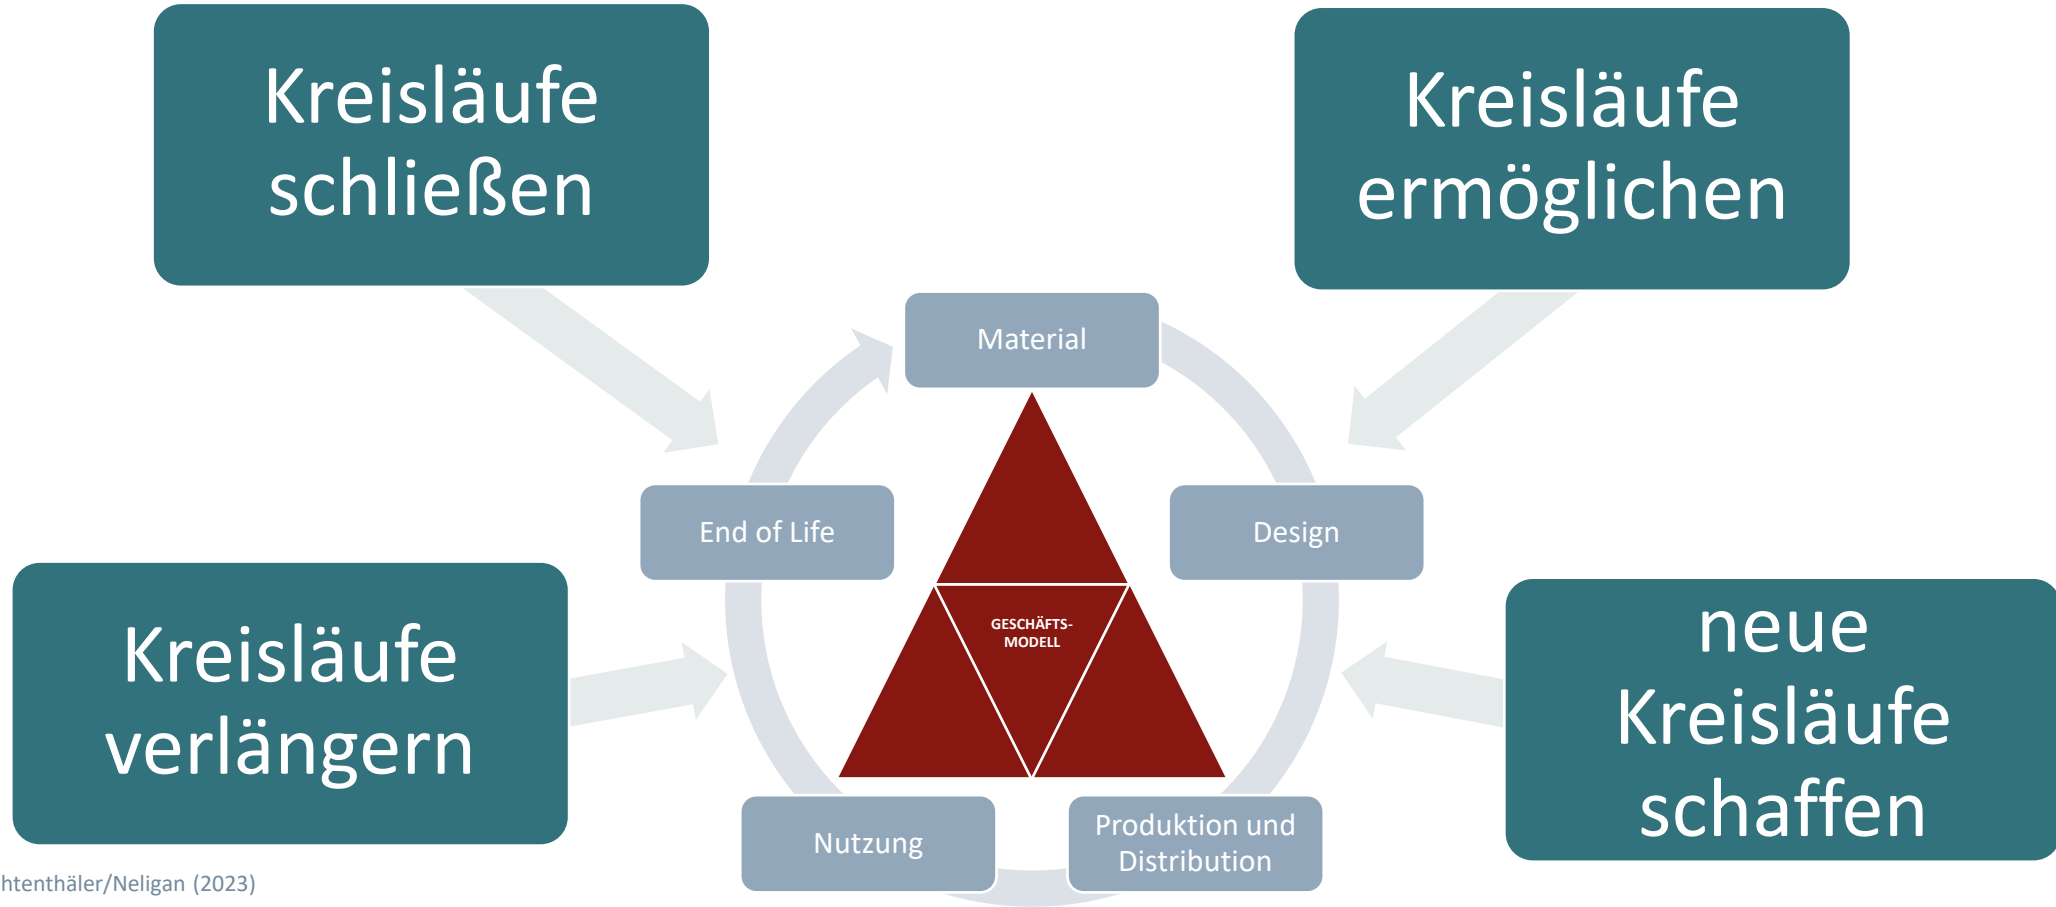 Kreisläufe
schließen
Kreisläufe
ermöglichen
Material
End of Life
Design
GESCHÄFTS-
MODELL
Kreisläufe
verlängern
neue
Kreisläufe
schaffen
Nutzung
Produktion und
Distribution
htenthäler/Neligan (2023)